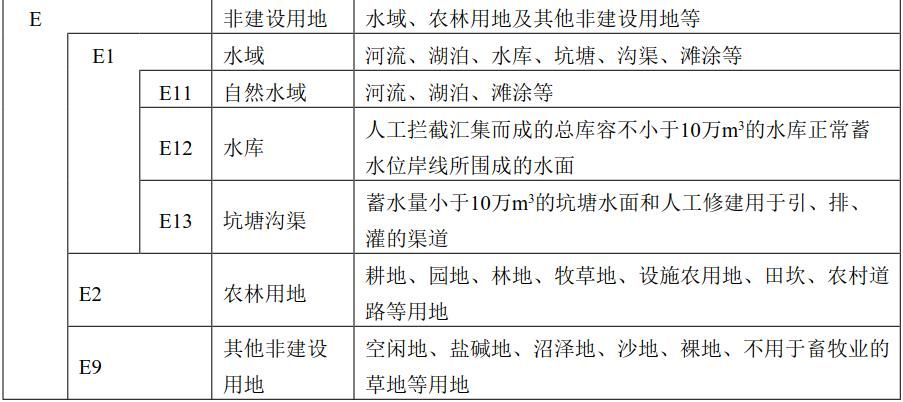 E 非建设用地 水域、农林用地及其他非建设用地等
E1 水域 河流、湖泊、水库、坑塘、沟渠、滩涂等
E11 自然水域 河流、湖泊、滩涂等
E12 水库 人工拦截汇集而成的总库容不小于10万m³的水库正常蓄
水位岸线所围成的水面
E13 坑塘沟渠 蓄水量小于10万m³的坑塘水面和人工修建用于引、排、
灌的渠道
E2 农林用地 耕地、园地、林地、牧草地、设施农用地、田坎、农村道
路等用地
E9 其他非建设 空闲地、盐碱地、沼泽地、沙地、裸地、不用于畜牧业的
用地 草地等用地